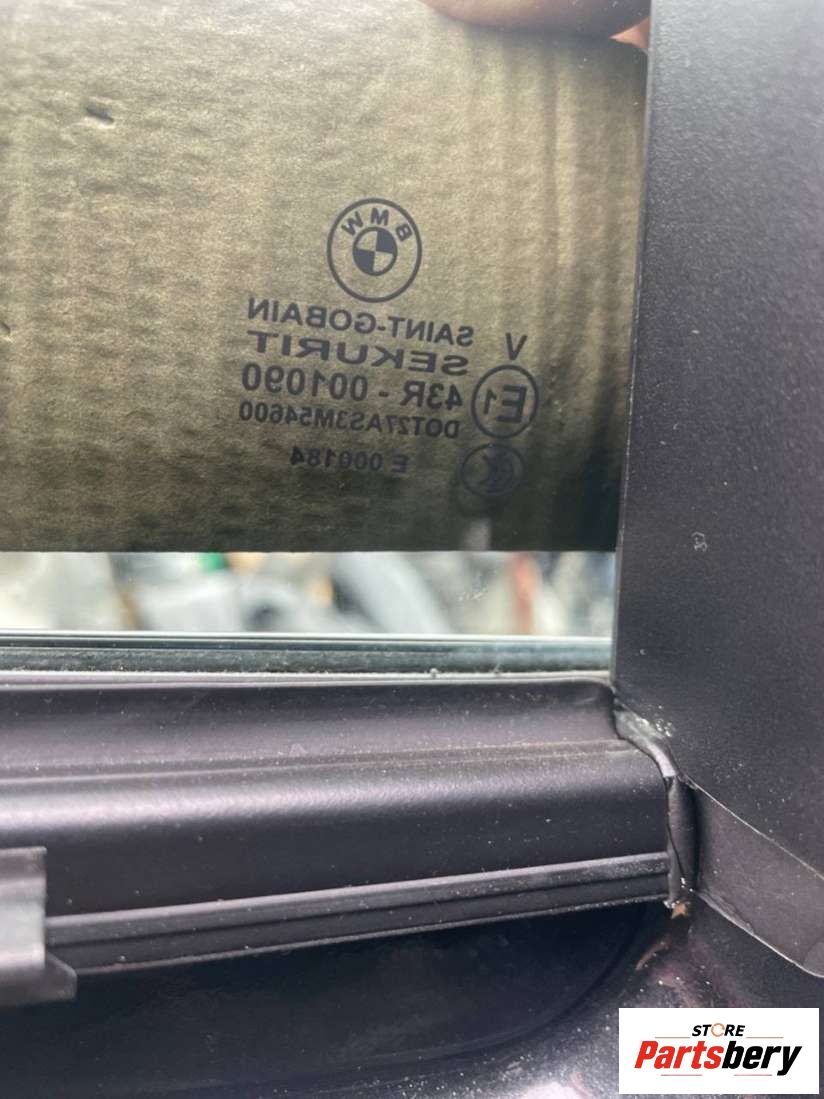 BMW
V SAINT-GOBAIN
SEKURIT
E1 43R - 001090
DOT27AS3M54600
E 000184
STORE
Partsbery